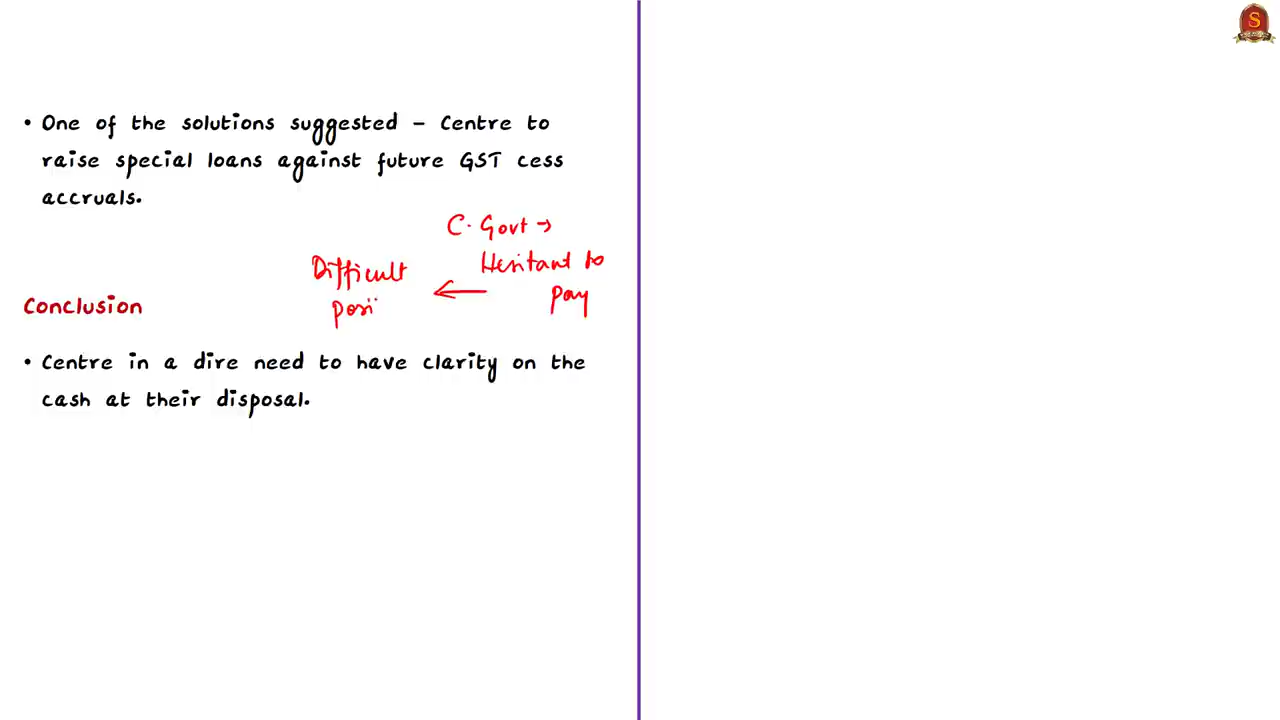 • One of the solutions suggested – Centre to
raise special loans against future GST cess
accruals.
C. Govt →
Hesitant to
pay
←
Difficult
posi
Conclusion
• Centre in a dire need to have clarity on the
cash at their disposal.
S